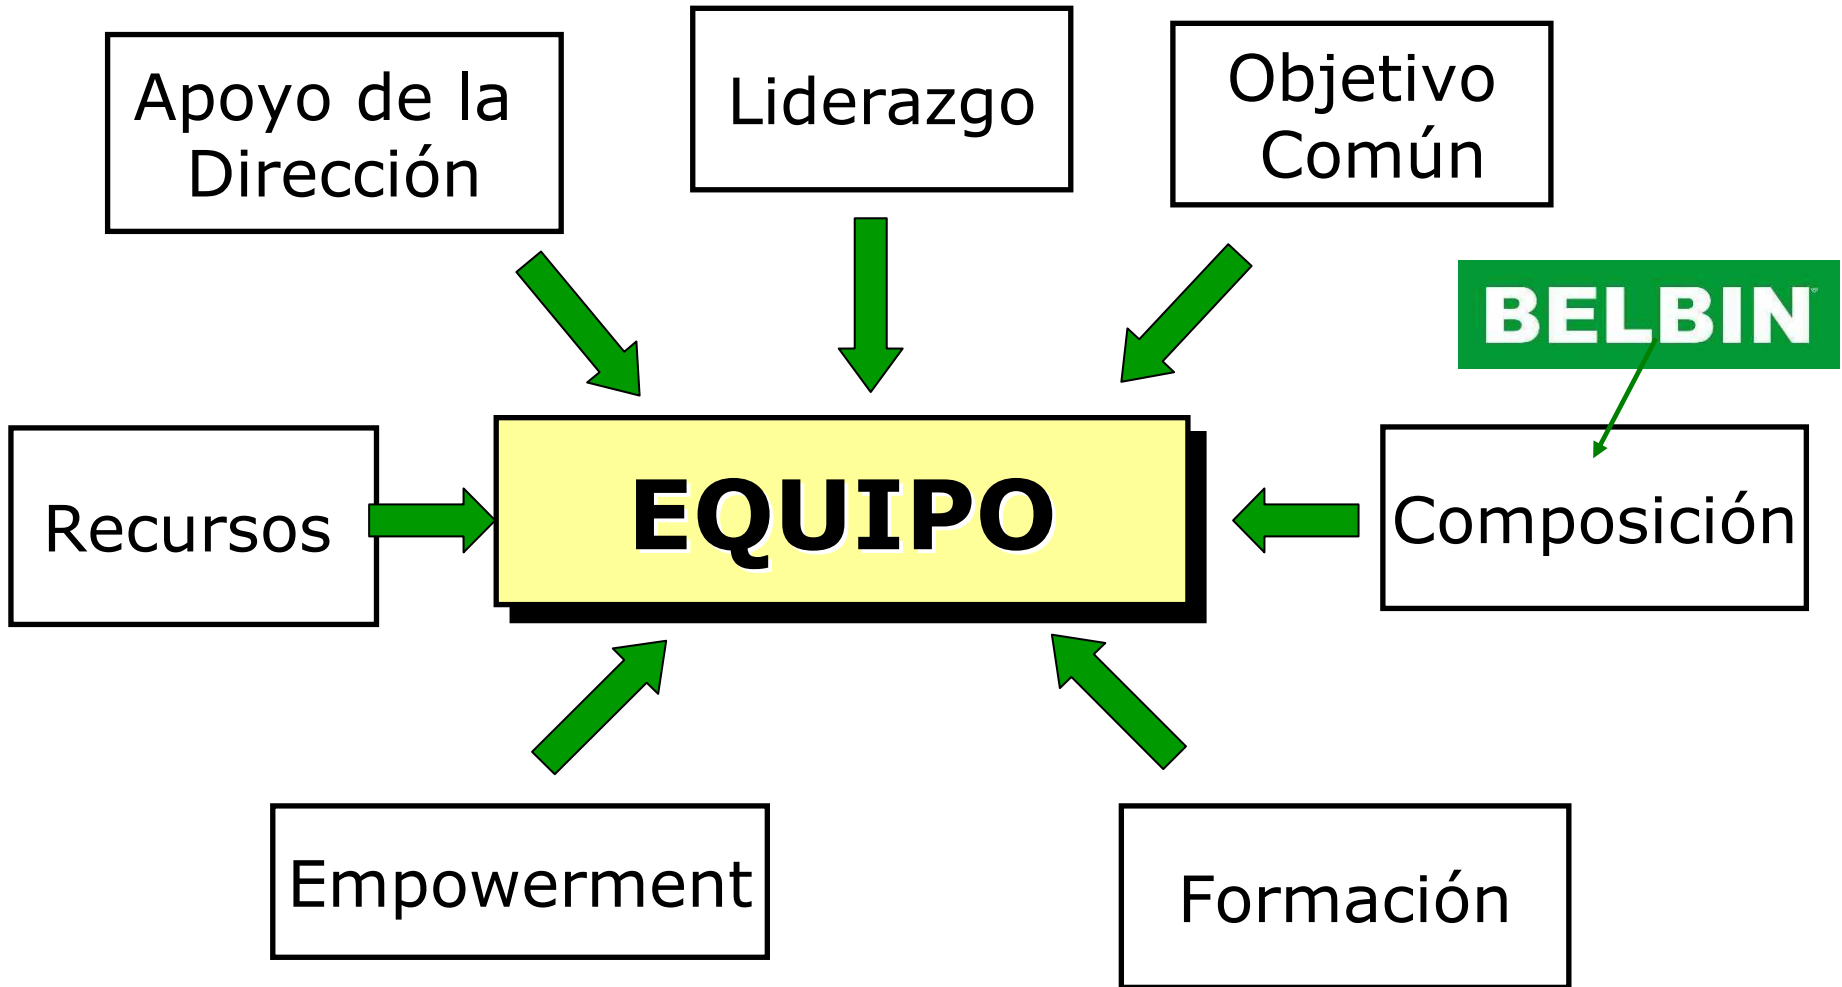 Apoyo de la
Dirección
Liderazgo
Objetivo
Común
BELBIN®
Recursos
EQUIPO
Composición
Empowerment
Formación